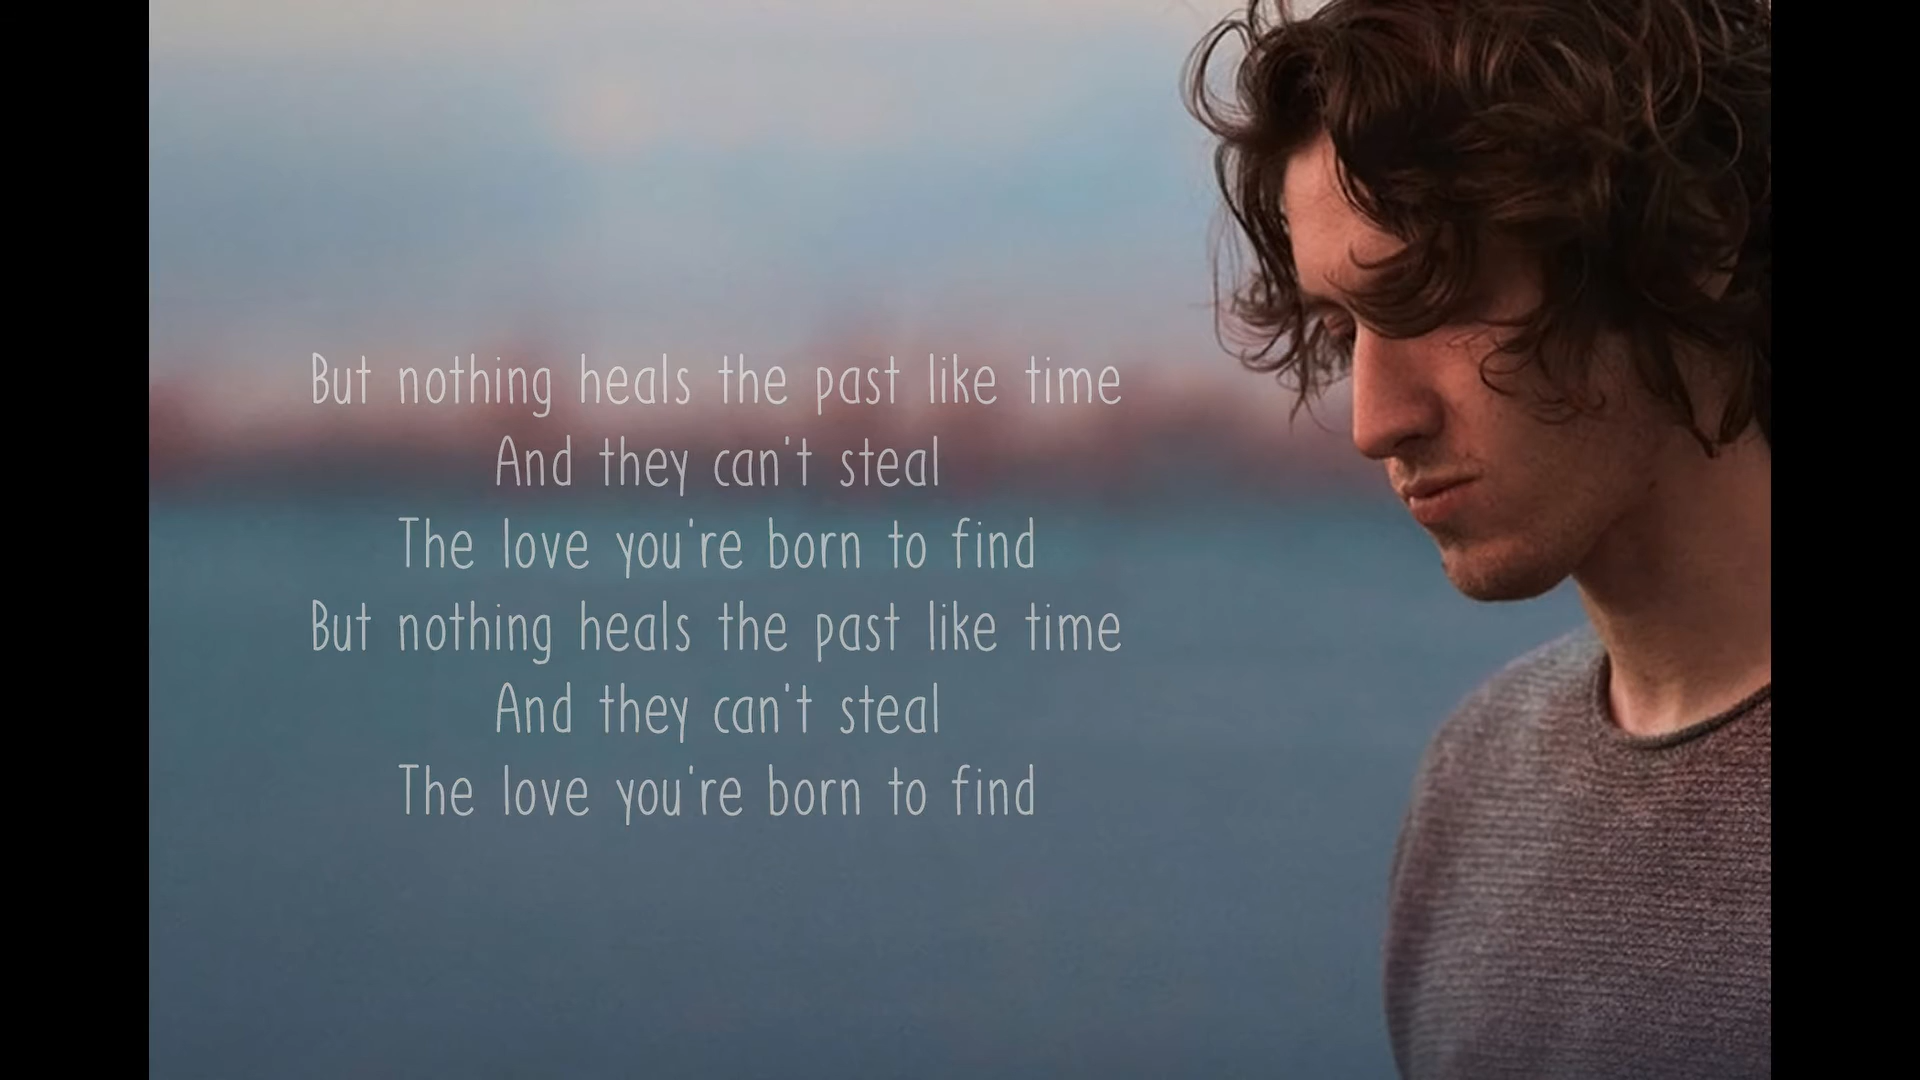 But nothing heals the past like time
And they can't steal
The love you're born to find
But nothing heals the past like time
And they can't steal
The love you're born to find